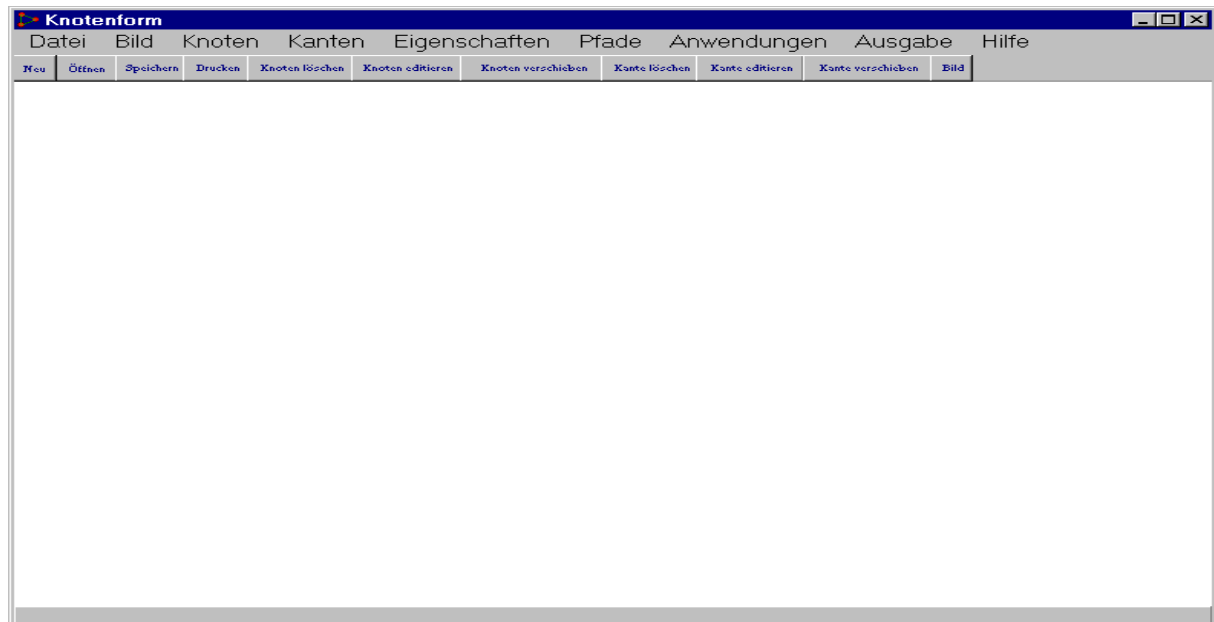 Knotenform
Datei Bild Knoten Kanten Eigenschaften Pfade Anwendungen Ausgabe Hilfe
Neu Öffnen Speichern Drucken Knoten löschen Knoten editieren Knoten verschieben Kante löschen Kante editieren Kante verschieben Bild